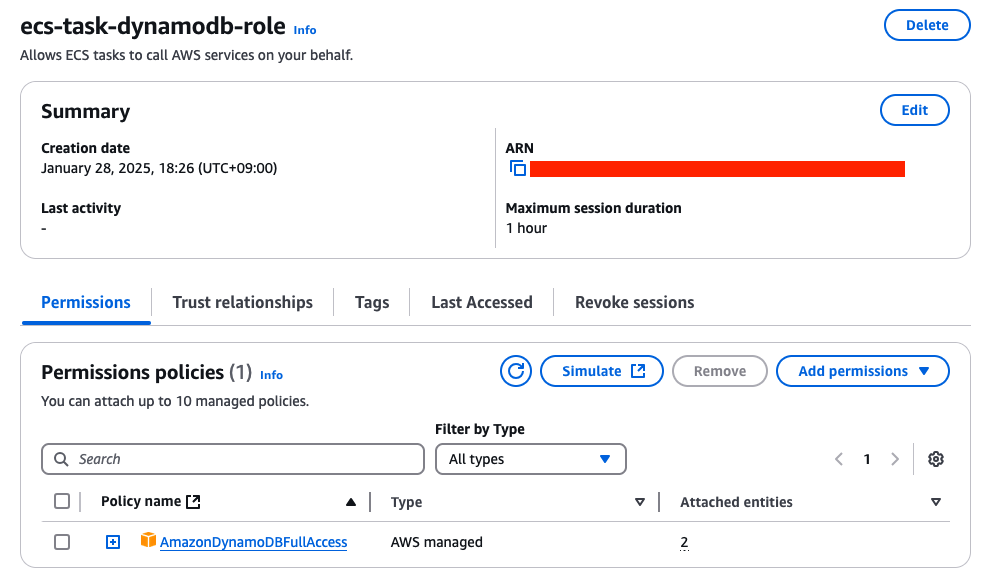 ecs-task-dynamodb-role Info
Delete
Allows ECS tasks to call AWS services on your behalf.
Summary
Edit
Creation date
January 28, 2025, 18:26 (UTC+09:00)
ARN
Last activity
-
Maximum session duration
1 hour
Permissions Trust relationships Tags Last Accessed Revoke sessions
Permissions policies (1) Info
Simulate Remove Add permissions
You can attach up to 10 managed policies.
Filter by Type
Search
All types
1
Policy name Type Attached entities
AmazonDynamoDBFullAccess AWS managed 2